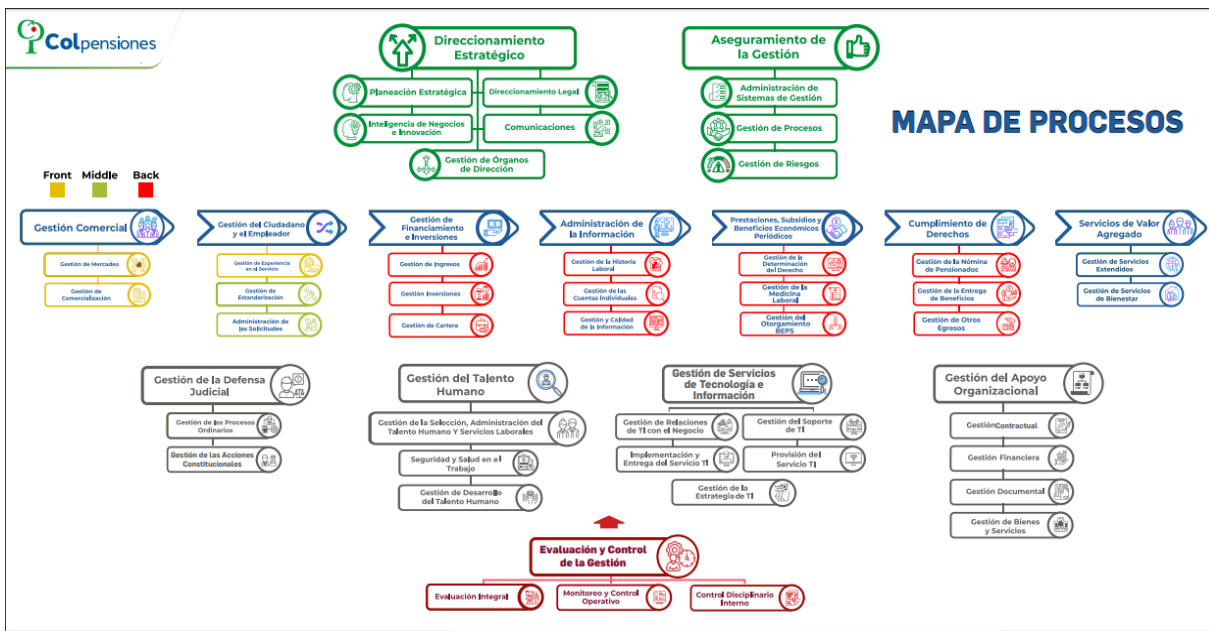 Colpensiones
Direccionamiento
Estratégico
Planeación Estratégica
Direccionamiento Legal
Inteligencia de Negocios
e Innovación
Comunicaciones
Gestión de Órganos
de Dirección
Aseguramiento de
la Gestión
Administración de
Sistemas de Gestión
Gestión de Procesos
Gestión de Riesgos
MAPA DE PROCESOS
Front Middle Back
Gestión Comercial
Gestión de Mercadeo
Gestión de
Comercialización
Gestión del Ciudadano
y el Empleador
Gestión de Experiencia
en el Servicio
Gestión de
Estandarización
Administración de
las Solicitudes
Gestión de
Financiamiento
e Inversiones
Gestión de Ingresos
Gestión Inversiones
Gestión de Cartera
Administración de
la Información
Gestión de la Historia
Laboral
Gestión de las
Cuentas Individuales
Gestión y Calidad
de la Información
Prestaciones, Subsidios y
Beneficios Económicos
Periódicos
Gestión de la
Determinación
del Derecho
Gestión de la
Medicina
Laboral
Gestión del
Otorgamiento
BEPS
Cumplimiento de
Derechos
Gestión de la Nómina
de Pensionados
Gestión de la Entrega
de Beneficios
Gestión de Otros
Egresos
Servicios de Valor
Agregado
Gestión de Servicios
Extendidos
Gestión de Servicios
de Bienestar
Gestión de la Defensa
Judicial
Gestión de los Procesos
Ordinarios
Gestión de las Acciones
Constitucionales
Gestión del Talento
Humano
Gestión de la Selección, Administración del
Talento Humano Y Servicios Laborales
Seguridad y Salud en el
Trabajo
Gestión de Desarrollo
del Talento Humano
Gestión de Servicios
de Tecnología e
Información
Gestión de Relaciones
de TI con el Negocio
Gestión del Soporte
de TI
Implementación y
Entrega del Servicio TI
Provisión del
Servicio TI
Gestión de la
Estrategia de TI
Gestión del Apoyo
Organizacional
Gestión Contractual
Gestión Financiera
Gestión Documental
Gestión de Bienes
y Servicios
Evaluación y Control
de la Gestión
Evaluación Integral
Monitoreo y Control
Operativo
Control Disciplinario
Interno